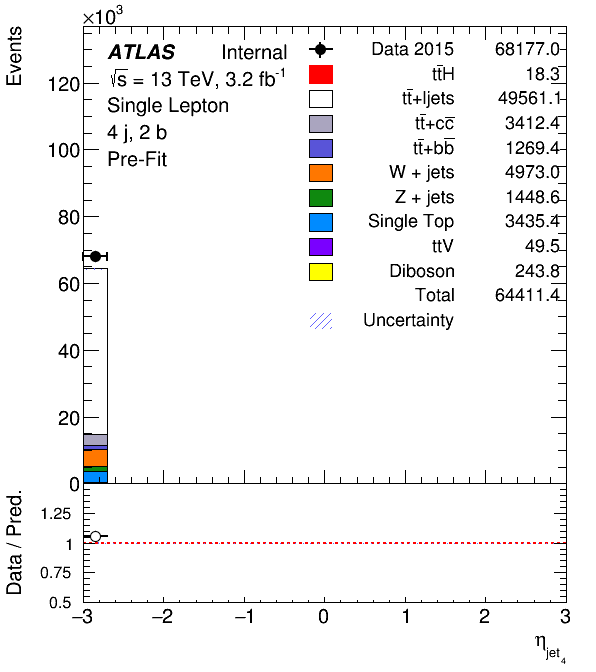 ×10³
Events
ATLAS Internal
√s = 13 TeV, 3.2 fb⁻¹
Single Lepton
4 j, 2 b
Pre-Fit
Data 2015 68177.0
tt̄H 18.3
tt̄+ljets 49561.1
tt̄+cc̄ 3412.4
tt̄+bb̄ 1269.4
W + jets 4973.0
Z + jets 1448.6
Single Top 3435.4
ttV 49.5
Diboson 243.8
Total 64411.4
Uncertainty
120
100
80
60
40
20
0
Data / Pred.
1.25
1
0.75
0.5
−3 −2 −1 0 1 2 3
η_jet₄